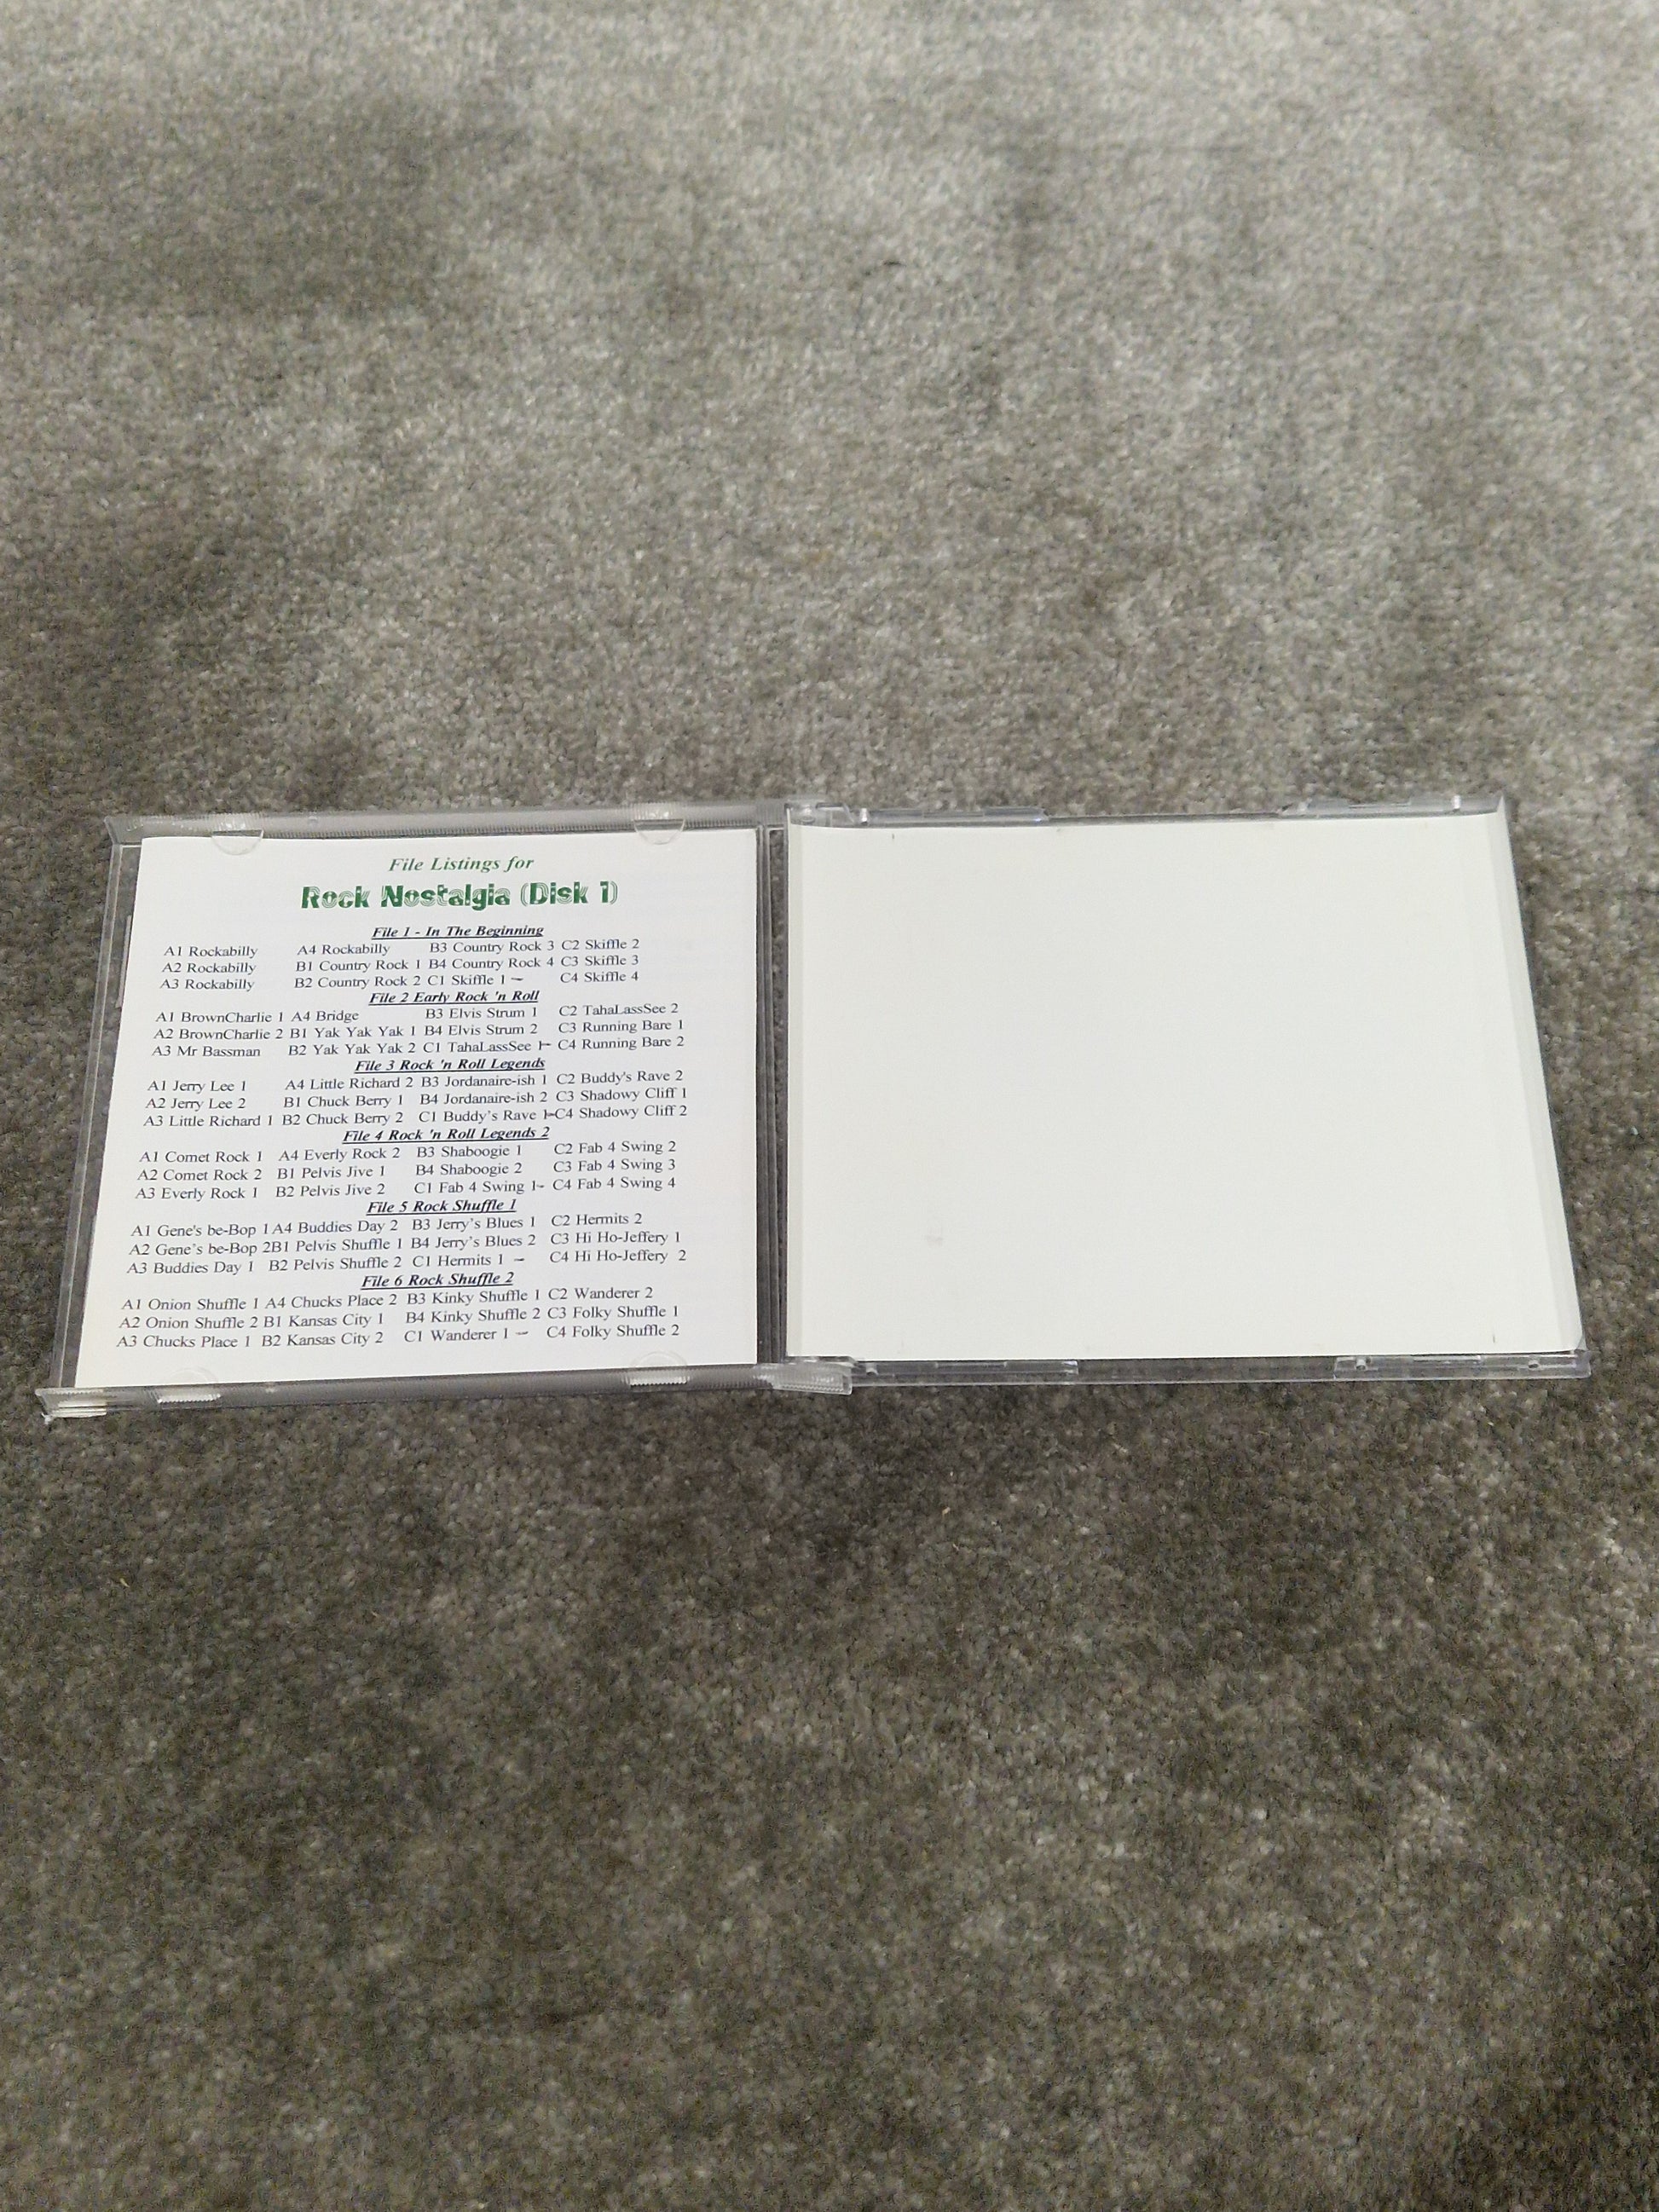 File Listings for
Rock Nostalgia (Disk 1)
File 1 - In The Beginning
A1 Rockabilly A4 Rockabilly B3 Country Rock 3 C2 Skiffle 2
A2 Rockabilly B1 Country Rock 1 B4 Country Rock 4 C3 Skiffle 3
A3 Rockabilly B2 Country Rock 2 C1 Skiffle 1 – C4 Skiffle 4
File 2 Early Rock 'n Roll
A1 BrownCharlie 1 A4 Bridge B3 Elvis Strum 1 C2 TahaLassSee 2
A2 BrownCharlie 2 B1 Yak Yak Yak 1 B4 Elvis Strum 2 C3 Running Bare 1
A3 Mr Bassman B2 Yak Yak Yak 2 C1 TahaLassSee 1– C4 Running Bare 2
File 3 Rock 'n Roll Legends
A1 Jerry Lee 1 A4 Little Richard 2 B3 Jordanaire-ish 1 C2 Buddy's Rave 2
A2 Jerry Lee 2 B1 Chuck Berry 1 B4 Jordanaire-ish 2 C3 Shadowy Cliff 1
A3 Little Richard 1 B2 Chuck Berry 2 C1 Buddy's Rave 1–C4 Shadowy Cliff 2
File 4 Rock 'n Roll Legends 2
A1 Comet Rock 1 A4 Everly Rock 2 B3 Shaboogie 1 C2 Fab 4 Swing 2
A2 Comet Rock 2 B1 Pelvis Jive 1 B4 Shaboogie 2 C3 Fab 4 Swing 3
A3 Everly Rock 1 B2 Pelvis Jive 2 C1 Fab 4 Swing 1– C4 Fab 4 Swing 4
File 5 Rock Shuffle 1
A1 Gene's be-Bop 1 A4 Buddies Day 2 B3 Jerry's Blues 1 C2 Hermits 2
A2 Gene's be-Bop 2B1 Pelvis Shuffle 1 B4 Jerry's Blues 2 C3 Hi Ho-Jeffery 1
A3 Buddies Day 1 B2 Pelvis Shuffle 2 C1 Hermits 1 – C4 Hi Ho-Jeffery 2
File 6 Rock Shuffle 2
A1 Onion Shuffle 1 A4 Chucks Place 2 B3 Kinky Shuffle 1 C2 Wanderer 2
A2 Onion Shuffle 2 B1 Kansas City 1 B4 Kinky Shuffle 2 C3 Folky Shuffle 1
A3 Chucks Place 1 B2 Kansas City 2 C1 Wanderer 1 – C4 Folky Shuffle 2